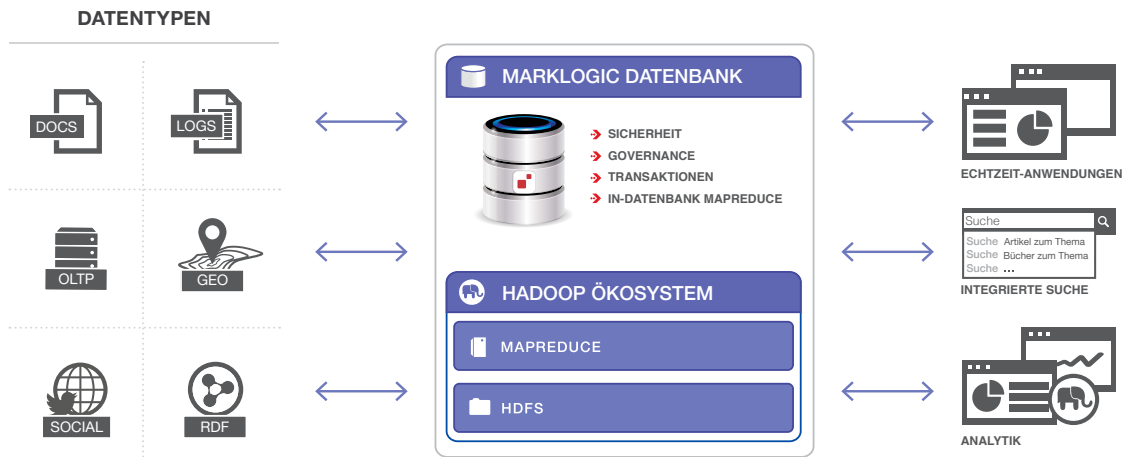 DATENTYPEN
DOCS
LOGS
OLTP
GEO
SOCIAL
RDF
MARKLOGIC DATENBANK
SICHERHEIT
GOVERNANCE
TRANSAKTIONEN
IN-DATENBANK MAPREDUCE
HADOOP ÖKOSYSTEM
MAPREDUCE
HDFS
ECHTZEIT-ANWENDUNGEN
Suche
Suche Artikel zum Thema
Suche Bücher zum Thema
Suche ...
INTEGRIERTE SUCHE
ANALYTIK